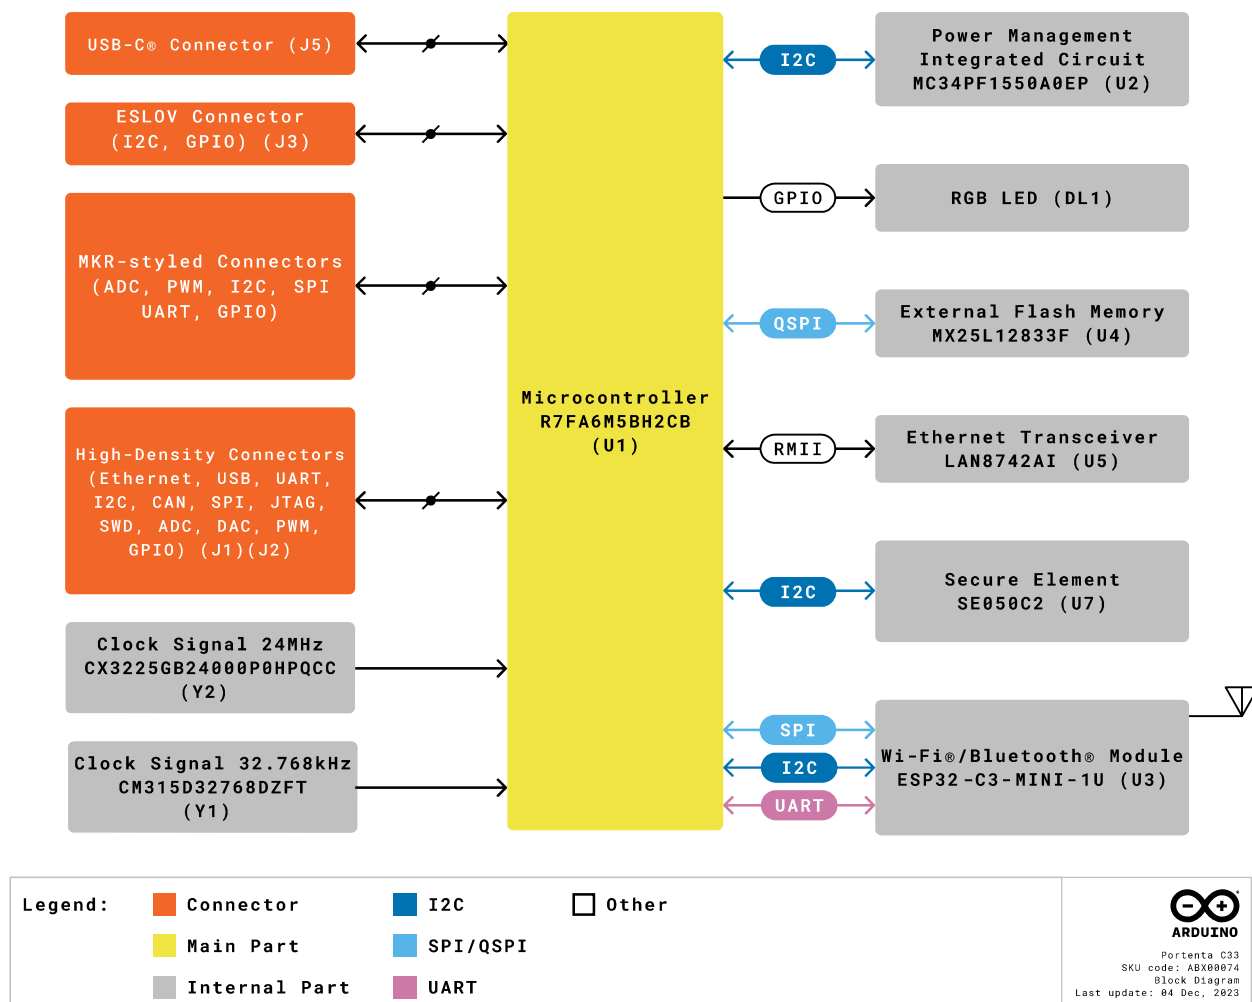 USB-C® Connector (J5)
ESLOV Connector
(I2C, GPIO) (J3)
MKR-styled Connectors
(ADC, PWM, I2C, SPI
UART, GPIO)
High-Density Connectors
(Ethernet, USB, UART,
I2C, CAN, SPI, JTAG,
SWD, ADC, DAC, PWM,
GPIO) (J1)(J2)
Clock Signal 24MHz
CX3225GB24000P0HPQCC
(Y2)
Clock Signal 32.768kHz
CM315D32768DZFT
(Y1)
Microcontroller
R7FA6M5BH2CB
(U1)
I2C
Power Management
Integrated Circuit
MC34PF1550A0EP (U2)
GPIO
RGB LED (DL1)
QSPI
External Flash Memory
MX25L12833F (U4)
RMII
Ethernet Transceiver
LAN8742AI (U5)
I2C
Secure Element
SE050C2 (U7)
SPI
I2C
UART
Wi-Fi®/Bluetooth® Module
ESP32-C3-MINI-1U (U3)
Legend:
Connector
Main Part
Internal Part
I2C
SPI/QSPI
UART
Other
ARDUINO
Portenta C33
SKU code: ABX00074
Block Diagram
Last update: 04 Dec, 2023